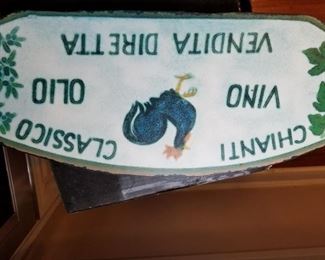 CHIANTI CLASSICO
VINO OLIO
VENDITA DIRETTA